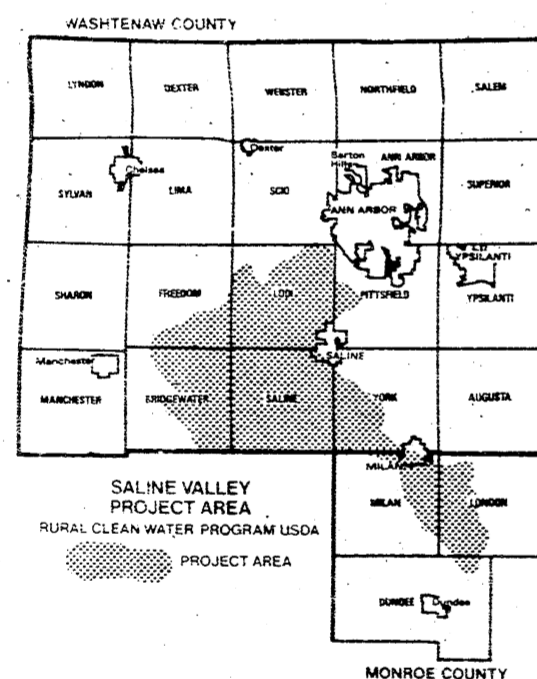 WASHTENAW COUNTY
LYNDON
DEXTER
WEBSTER
NORTHFIELD
SALEM
Chelsea
Dexter
Barton
Hills
ANN ARBOR
SYLVAN
LIMA
SCIO
ANN ARBOR
SUPERIOR
YPSILANTI
SHARON
FREEDOM
LODI
PITTSFIELD
YPSILANTI
Manchester
SALINE
MANCHESTER
BRIDGEWATER
SALINE
YORK
AUGUSTA
MILAN
SALINE VALLEY
PROJECT AREA
RURAL CLEAN WATER PROGRAM USDA
PROJECT AREA
MILAN
LONDON
DUNDEE
Dundee
MONROE COUNTY